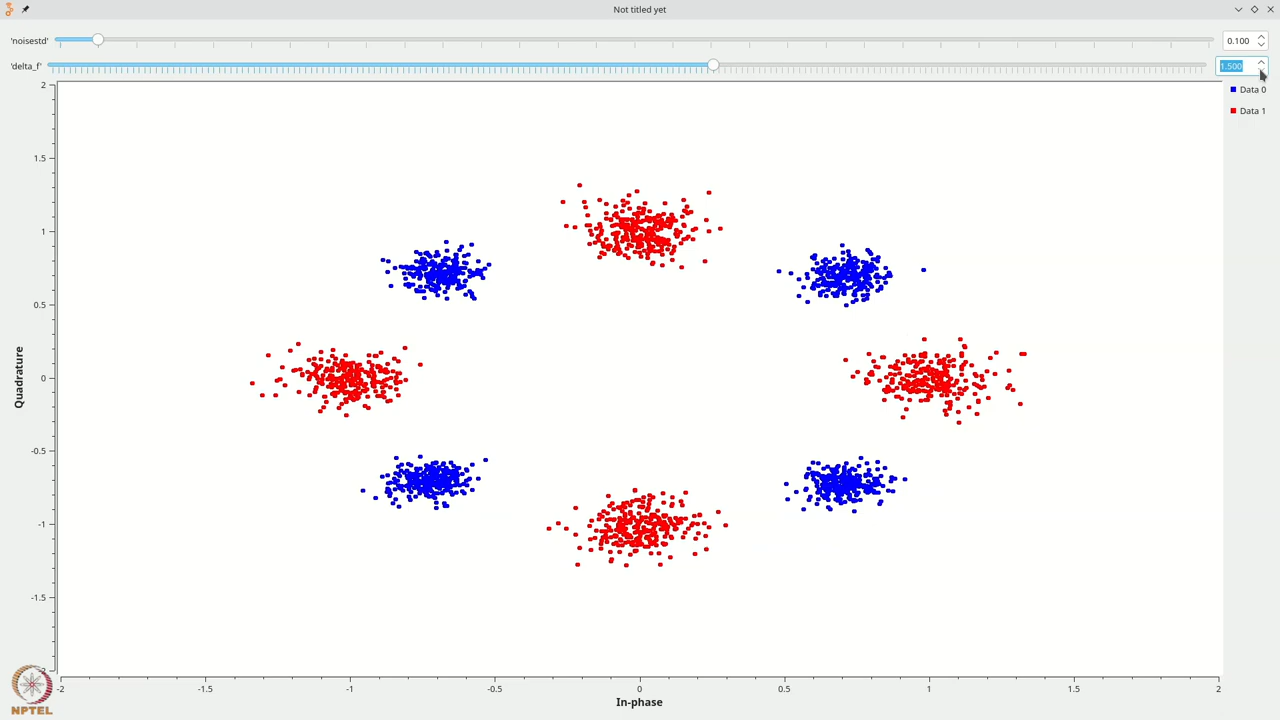 Not titled yet
'noisestd' 0.100
'delta_f' 1.500
Data 0
Data 1
2
1.5
1
0.5
0
-0.5
-1
-1.5
-2
Quadrature
-2 -1.5 -1 -0.5 0 0.5 1 1.5 2
In-phase
NPTEL